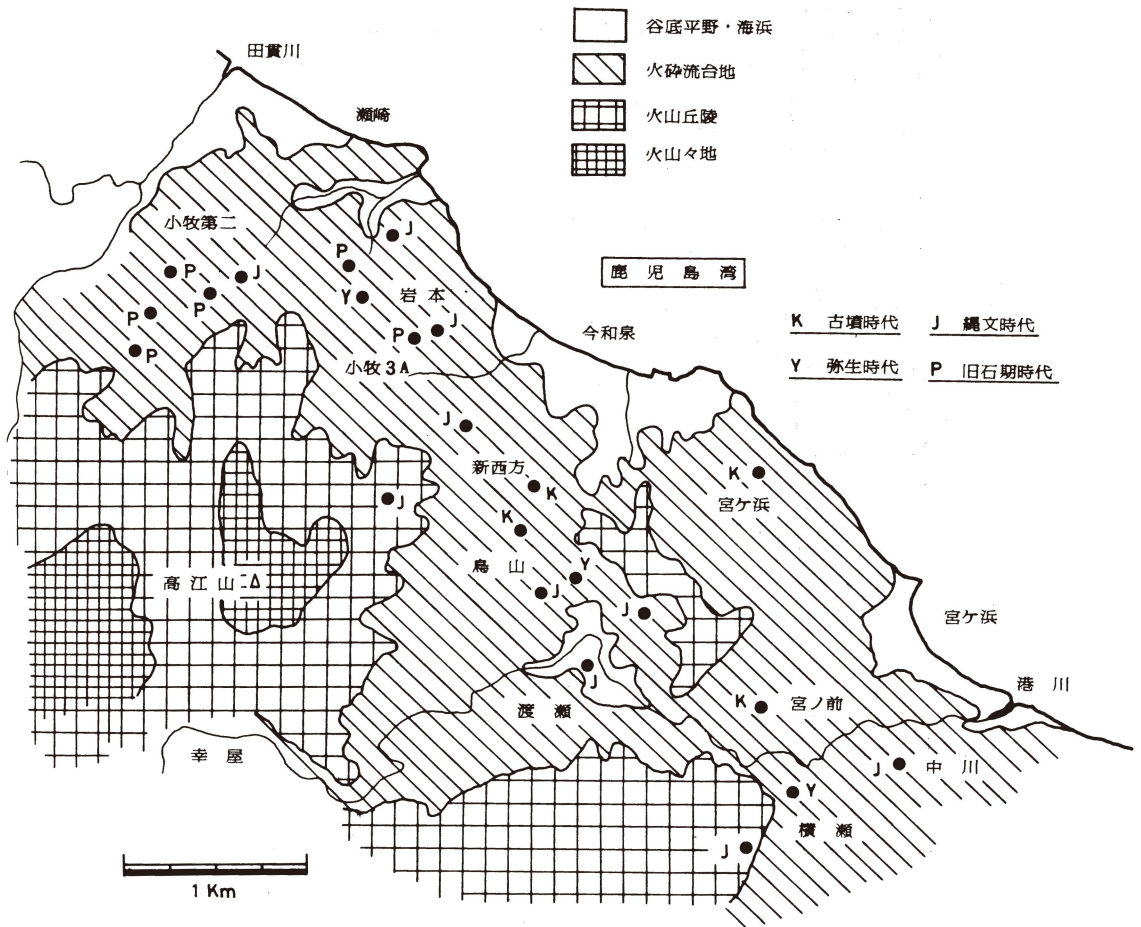 谷底平野・海浜
火砕流台地
火山丘陵
火山々地
田貫川
瀬崎
小牧第二
J
P
P
J
鹿児島湾
P
Y
岩本
K 古墳時代
J 縄文時代
P
J
今和泉
P
P
小牧3A
Y 弥生時代
P 旧石期時代
J
新西方
K
宮ケ浜
J
K
K
高江山
鳥山
Y
J
J
宮ケ浜
J
港川
渡瀬
K
宮ノ前
幸屋
J
中川
Y
横瀬
J
1 Km